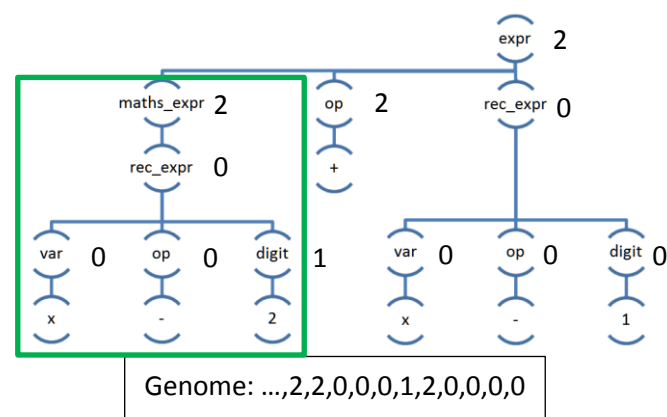 expr 2
maths_expr 2 op 2 rec_expr 0
rec_expr 0 +
var 0 op 0 digit 1 var 0 op 0 digit 0
x - 2 x - 1
Genome: ...,2,2,0,0,0,1,2,0,0,0,0